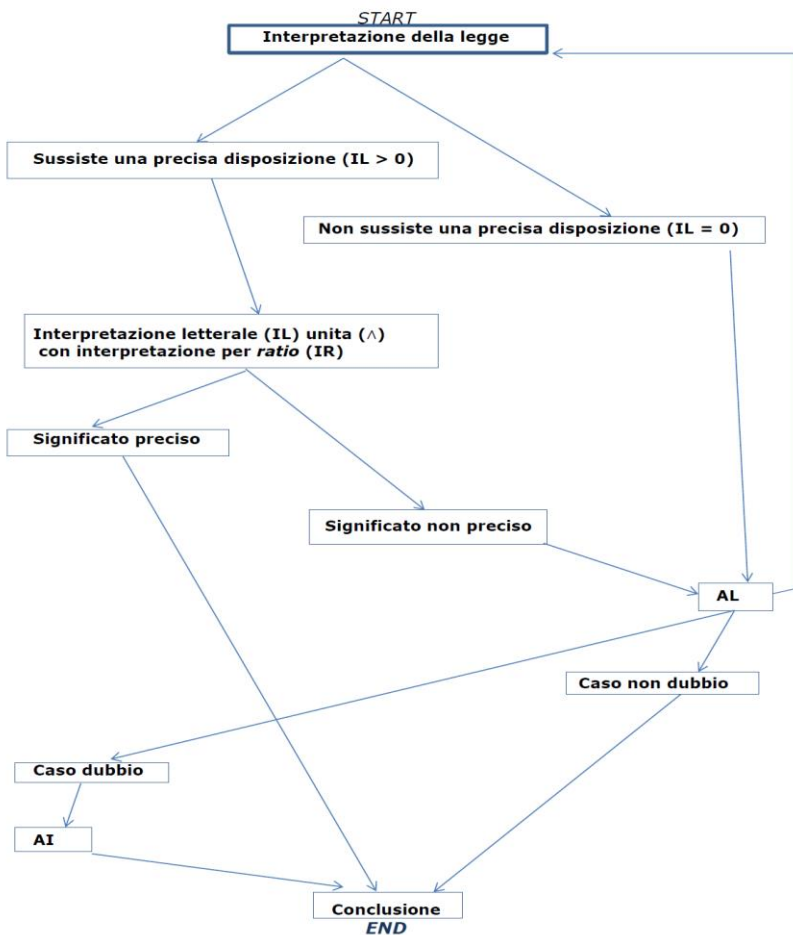 START
Interpretazione della legge
Sussiste una precisa disposizione (IL > 0)
Non sussiste una precisa disposizione (IL = 0)
Interpretazione letterale (IL) unita (∧)
con interpretazione per ratio (IR)
Significato preciso
Significato non preciso
AL
Caso non dubbio
Caso dubbio
AI
Conclusione
END